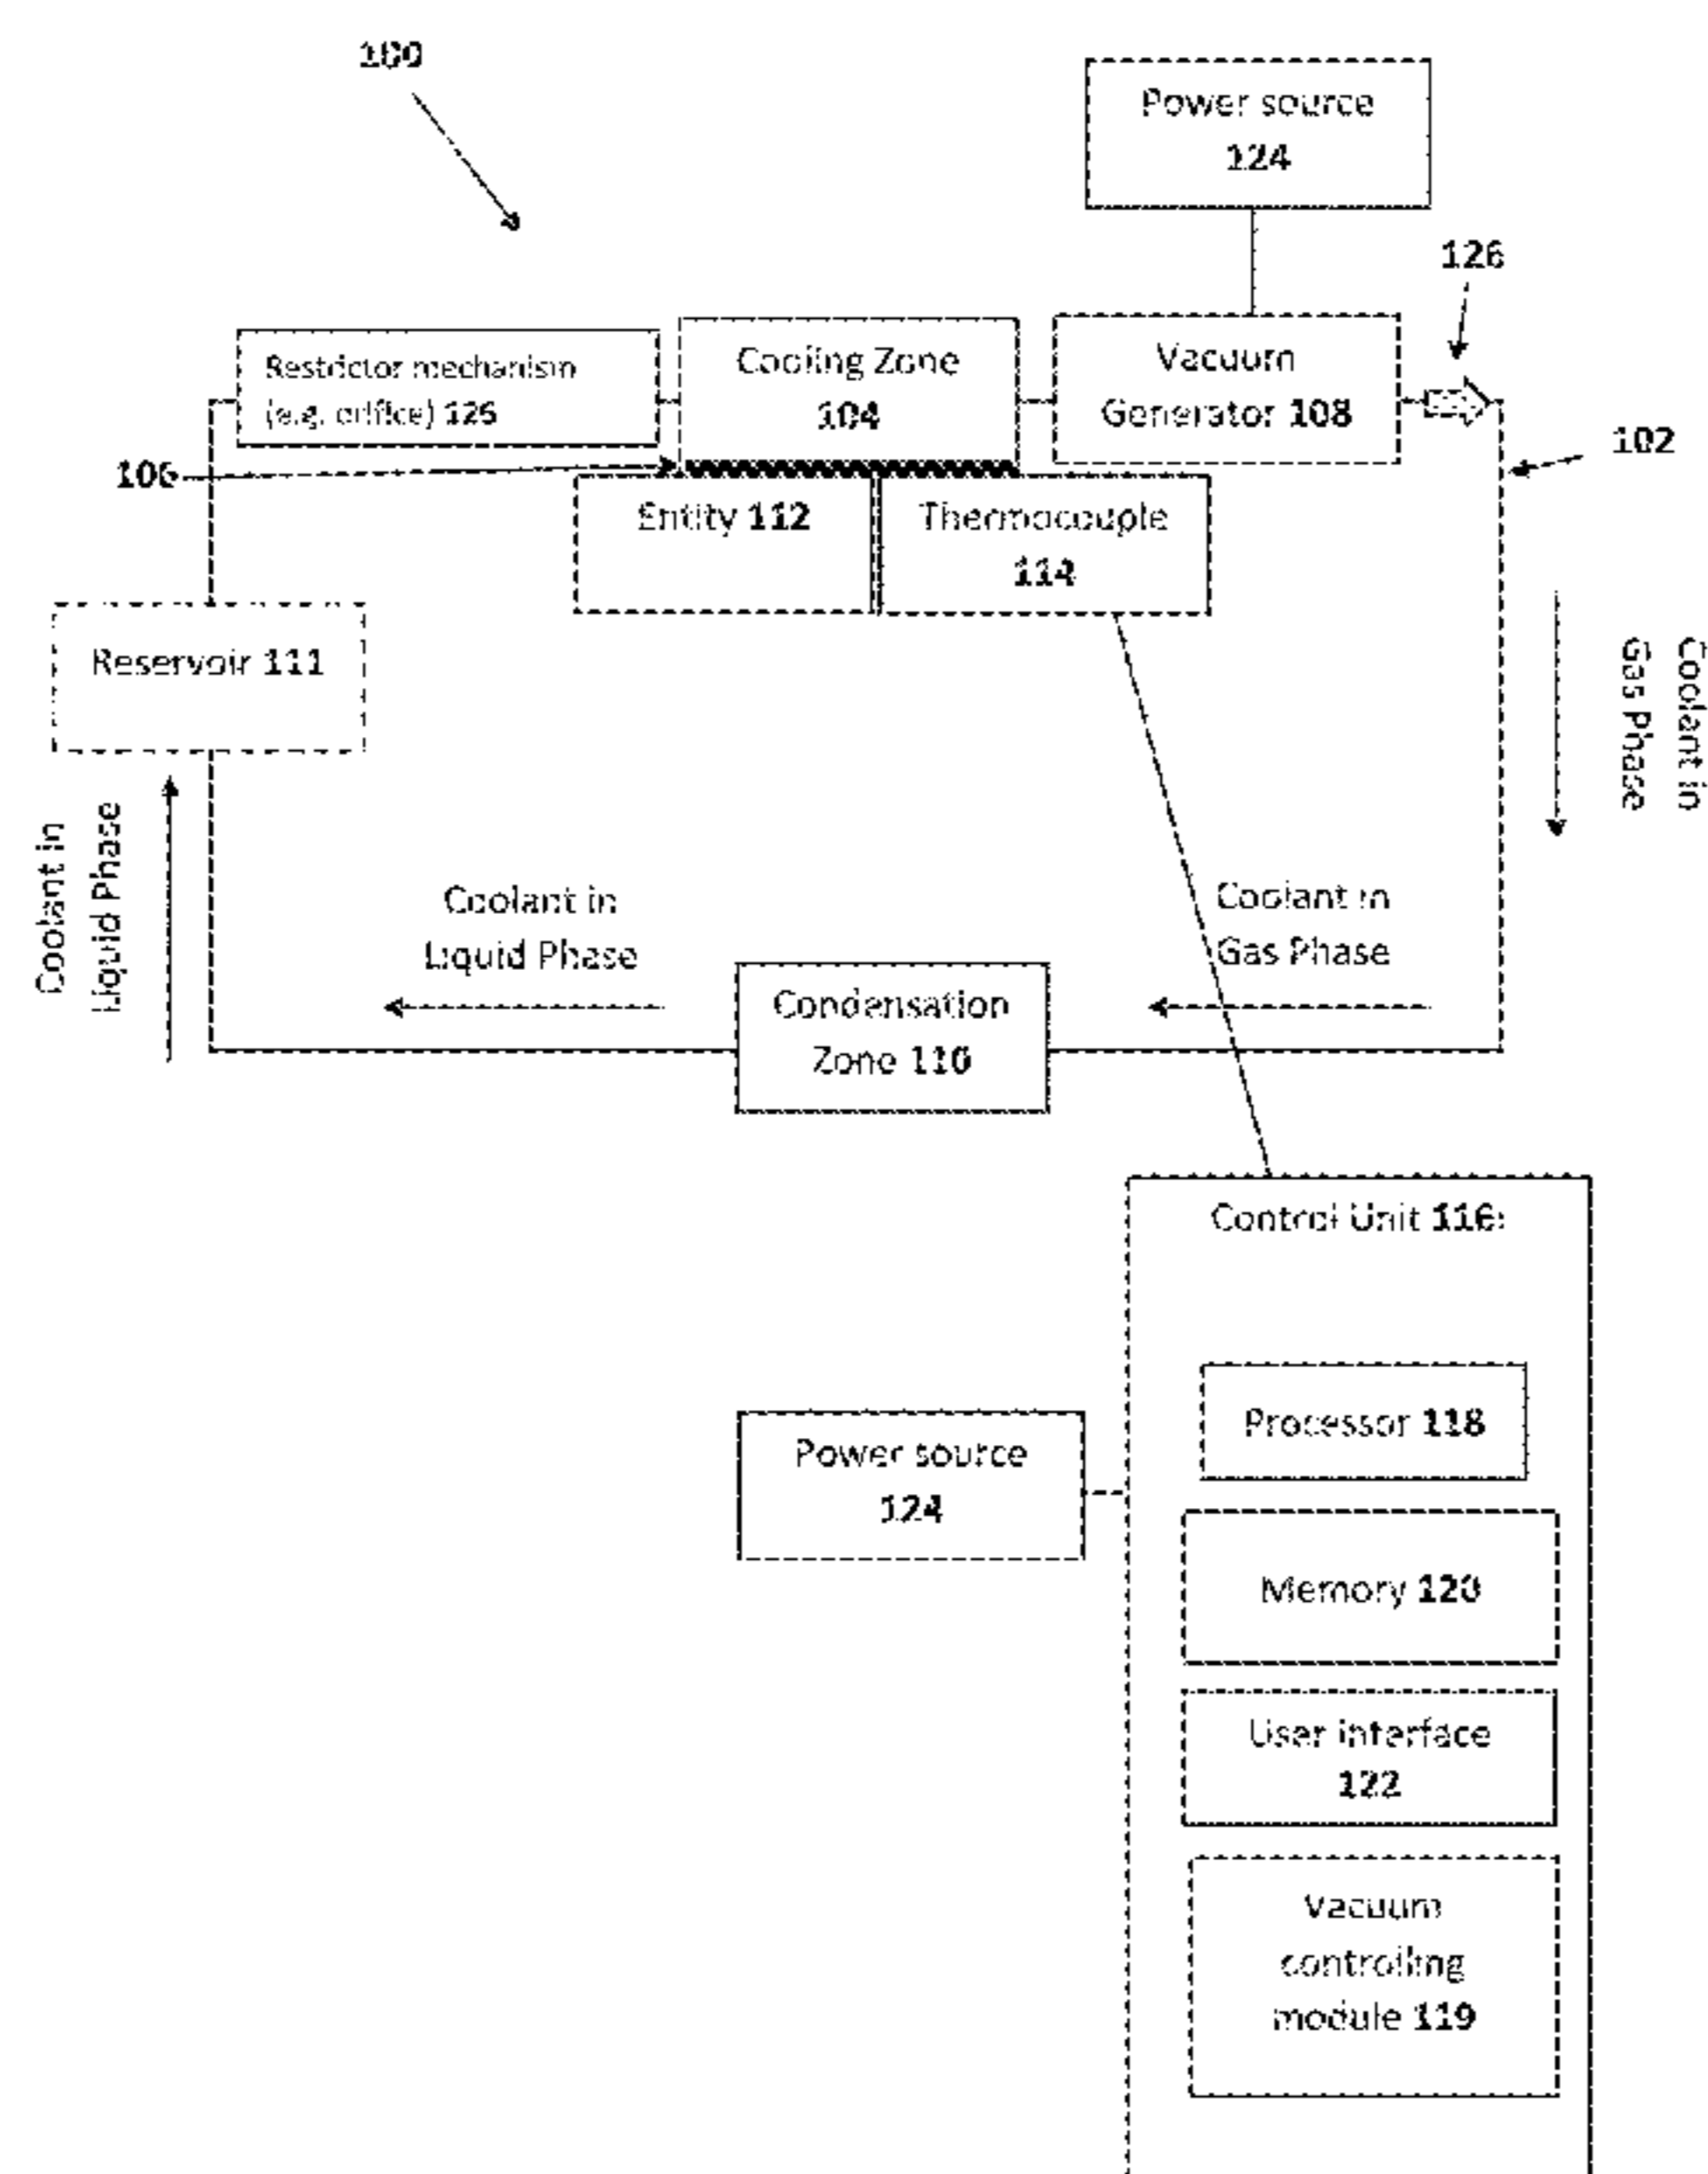 100
Power source
124
126
Restrictor mechanism
(e.g. orifice) 126
Cooling Zone
104
Vacuum
Generator 108
102
106
Entity 112
Thermocouple
114
Reservoir 111
Coolant in
Gas Phase
Coolant in
Liquid Phase
Coolant in
Liquid Phase
Coolant in
Gas Phase
Condensation
Zone 110
Control Unit 116:
Processor 118
Power source
124
Memory 120
User interface
122
Vacuum
controlling
module 119